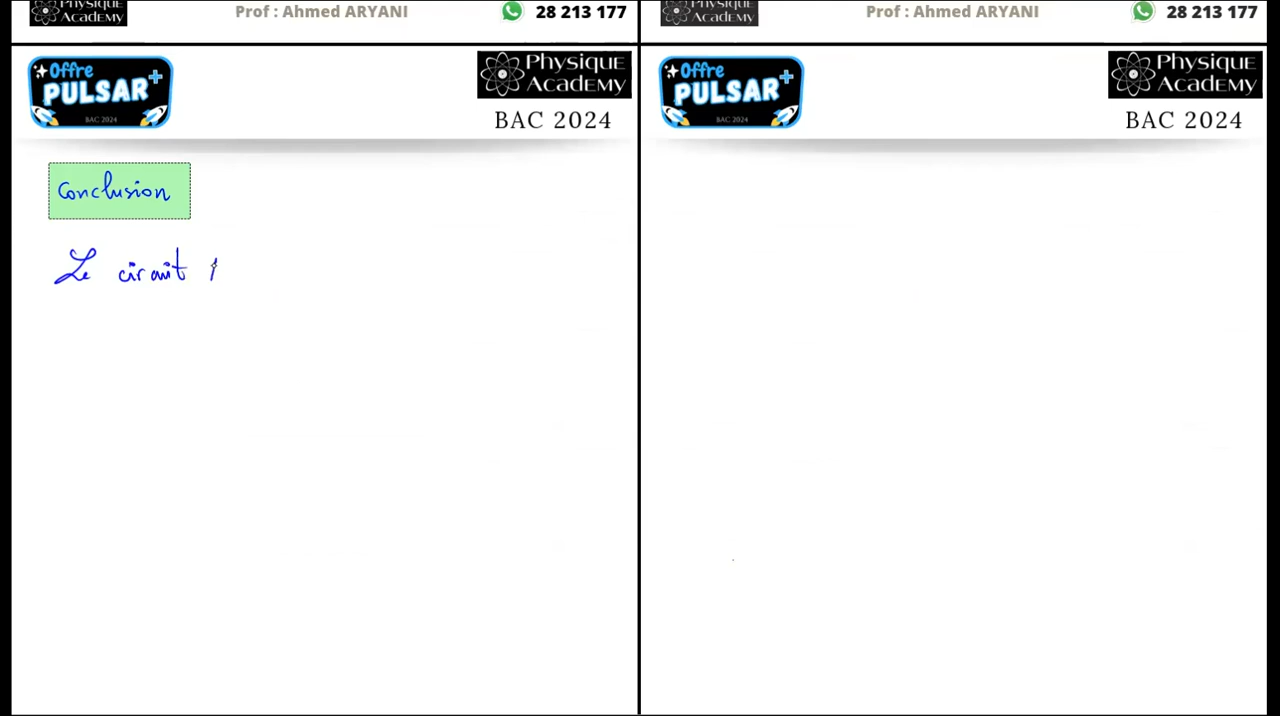 Physique
ACADEMY
Prof : Ahmed ARYANI
28 213 177
Offre
PULSAR+
BAC 2024
Physique
Academy
BAC 2024
Conclusion
Le circuit
Physique
ACADEMY
Prof : Ahmed ARYANI
28 213 177
Offre
PULSAR+
BAC 2024
Physique
Academy
BAC 2024